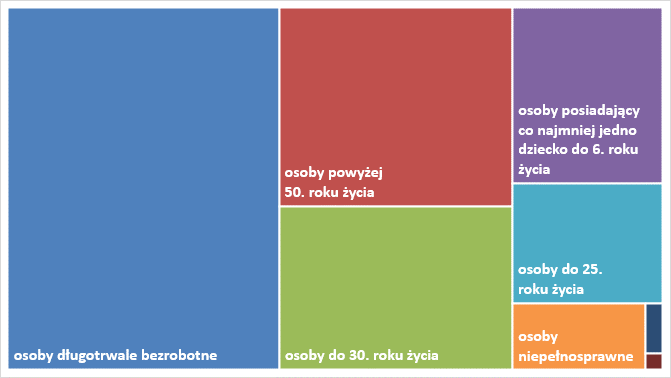 osoby długotrwale bezrobotne
osoby powyżej
50. roku życia
osoby do 30. roku życia
osoby posiadający
co najmniej jedno
dziecko do 6. roku
życia
osoby do 25.
roku życia
osoby
niepełnosprawne